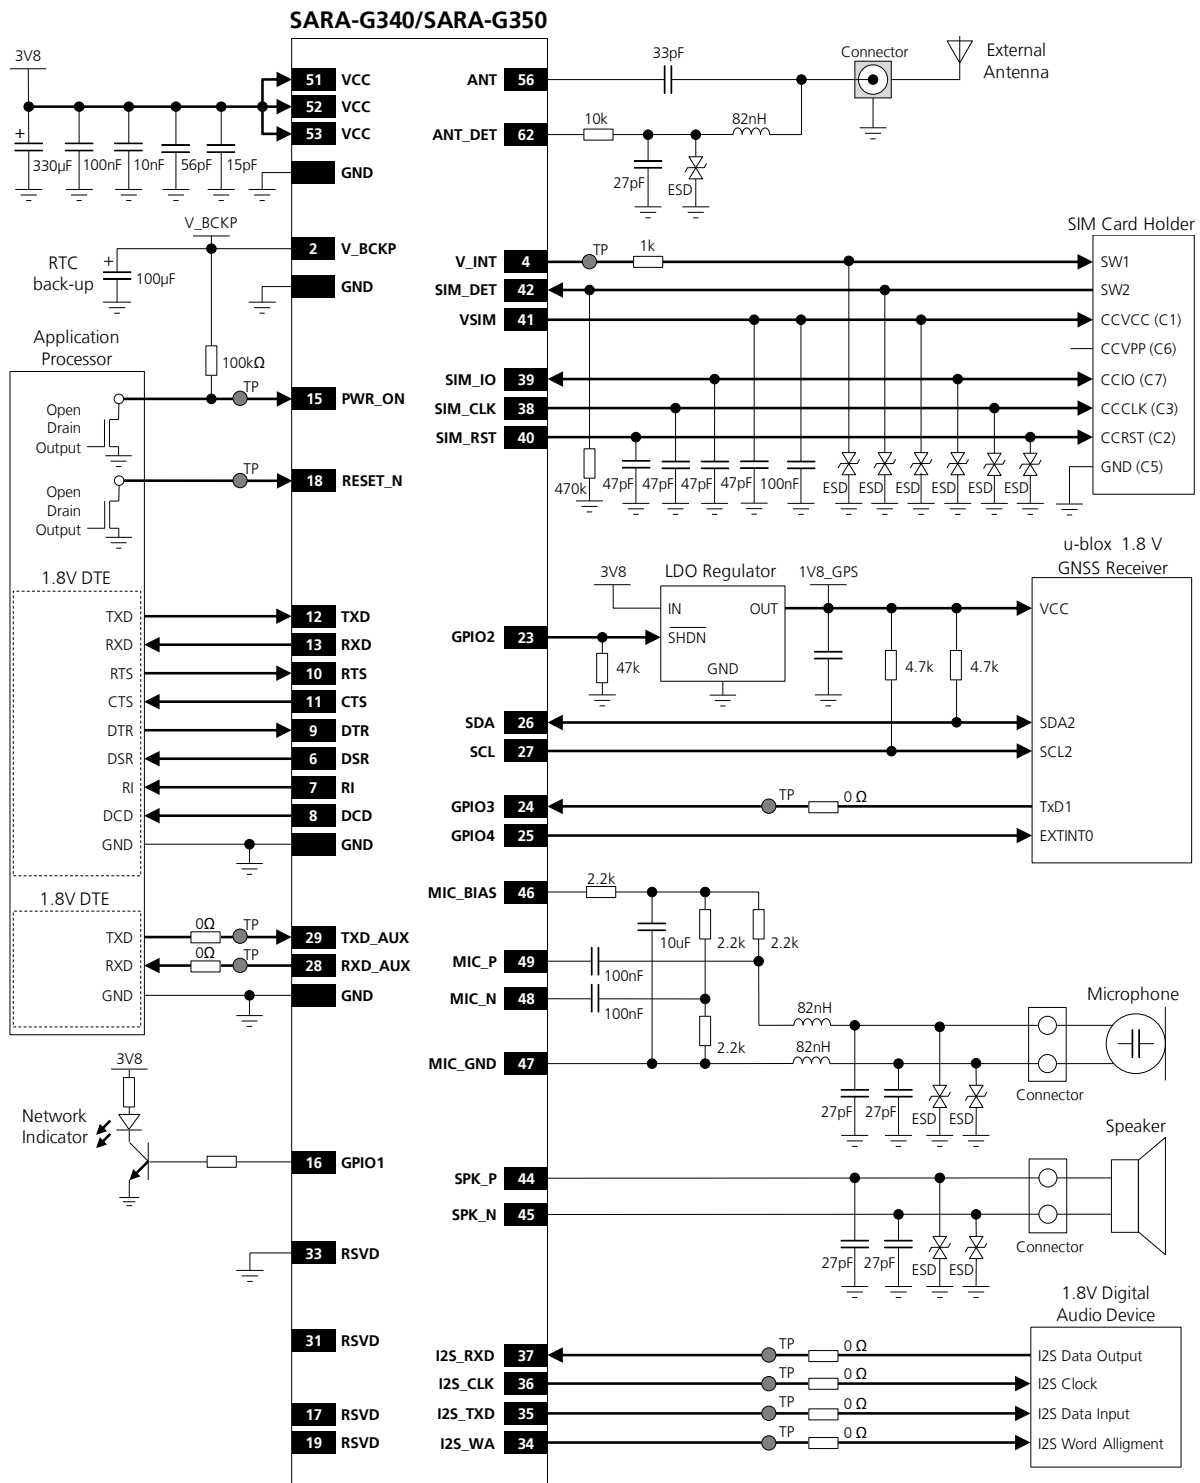 SARA-G340/SARA-G350
3V8
330µF
100nF
10nF
56pF
15pF
51 VCC
52 VCC
53 VCC
GND
V_BCKP
2 V_BCKP
RTC
back-up
100µF
GND
Application
Processor
100kΩ
TP
15 PWR_ON
Open
Drain
Output
TP
18 RESET_N
Open
Drain
Output
1.8V DTE
TXD 12 TXD
RXD 13 RXD
RTS 10 RTS
CTS 11 CTS
DTR 9 DTR
DSR 6 DSR
RI 7 RI
DCD 8 DCD
GND GND
1.8V DTE
TXD 0Ω TP 29 TXD_AUX
RXD 0Ω TP 28 RXD_AUX
GND GND
3V8
Network
Indicator
16 GPIO1
33 RSVD
31 RSVD
17 RSVD
19 RSVD
ANT 56
33pF
Connector
External
Antenna
ANT_DET 62
10k
82nH
27pF
ESD
SIM Card Holder
V_INT 4 TP 1k SW1
SIM_DET 42 SW2
VSIM 41 CCVCC (C1)
CCVPP (C6)
SIM_IO 39 CCIO (C7)
SIM_CLK 38 CCCLK (C3)
SIM_RST 40 CCRST (C2)
GND (C5)
470k 47pF 47pF 47pF 47pF 100nF ESD ESD ESD ESD ESD ESD
u-blox 1.8 V
GNSS Receiver
3V8
LDO Regulator
1V8_GPS
IN OUT
VCC
GPIO2 23
SHDN
47k
GND
4.7k
4.7k
SDA 26 SDA2
SCL 27 SCL2
GPIO3 24 TP 0 Ω TxD1
GPIO4 25 EXTINT0
MIC_BIAS 46
2.2k
10uF
2.2k
2.2k
MIC_P 49
100nF
MIC_N 48
100nF
2.2k
82nH
82nH
Microphone
MIC_GND 47
Connector
27pF 27pF ESD ESD
Speaker
SPK_P 44
SPK_N 45
Connector
27pF 27pF ESD ESD
1.8V Digital
Audio Device
I2S_RXD 37 TP 0 Ω I2S Data Output
I2S_CLK 36 TP 0 Ω I2S Clock
I2S_TXD 35 TP 0 Ω I2S Data Input
I2S_WA 34 TP 0 Ω I2S Word Alligment